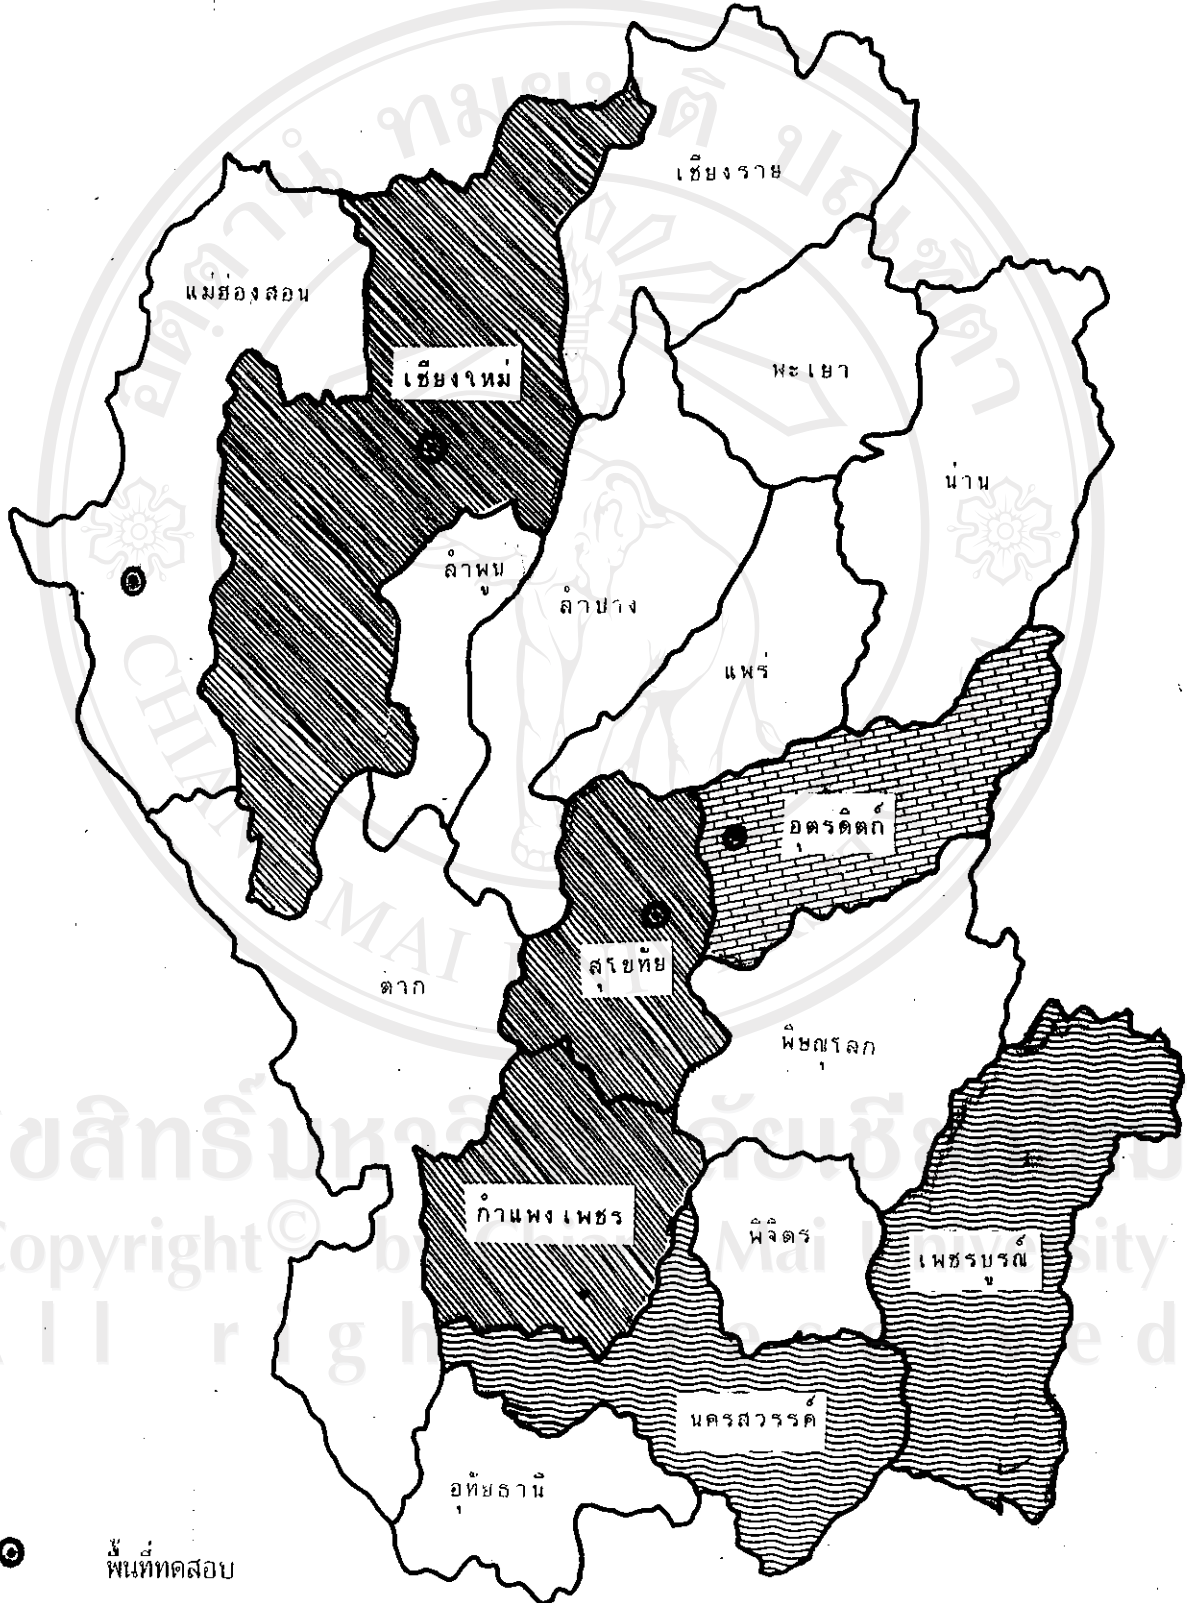 เชียงราย
แม่ฮ่องสอน
เชียงใหม่
พะเยา
น่าน
ลำพูน
ลำปาง
แพร่
อุตรดิตถ์
สุโขทัย
ตาก
พิษณุโลก
กำแพงเพชร
พิจิตร
เพชรบูรณ์
นครสวรรค์
อุทัยธานี
พื้นที่ทดสอบ